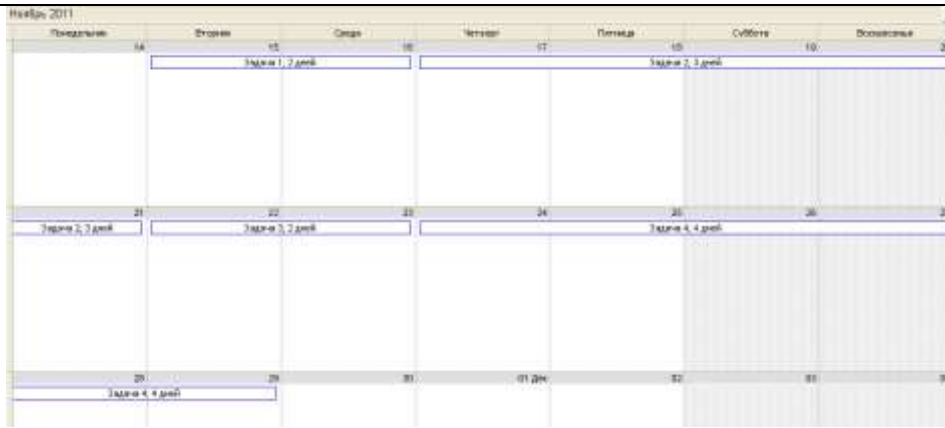 Ноябрь 2011
Понедельник Вторник Среда Четверг Пятница Суббота Воскресенье
14 15 16 17 18 19
Задача 1, 2 дней Задача 2, 3 дней
21 22 23 24 25 26
Задача 2, 3 дней Задача 3, 2 дней Задача 4, 4 дней
28 29 30 01 Дек 02 03
Задача 4, 4 дней